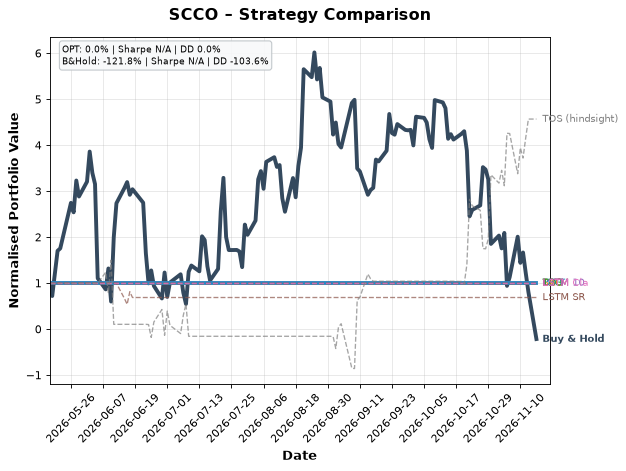 SCCO – Strategy Comparison
OPT: 0.0% | Sharpe N/A | DD 0.0%
B&Hold: -121.8% | Sharpe N/A | DD -103.6%
Normalised Portfolio Value
6
5
4
3
2
1
0
−1
TOS (hindsight)
LSTM SR
Buy & Hold
2026-05-26
2026-06-07
2026-06-19
2026-07-01
2026-07-13
2026-07-25
2026-08-06
2026-08-18
2026-08-30
2026-09-11
2026-09-23
2026-10-05
2026-10-17
2026-10-29
2026-11-10
Date